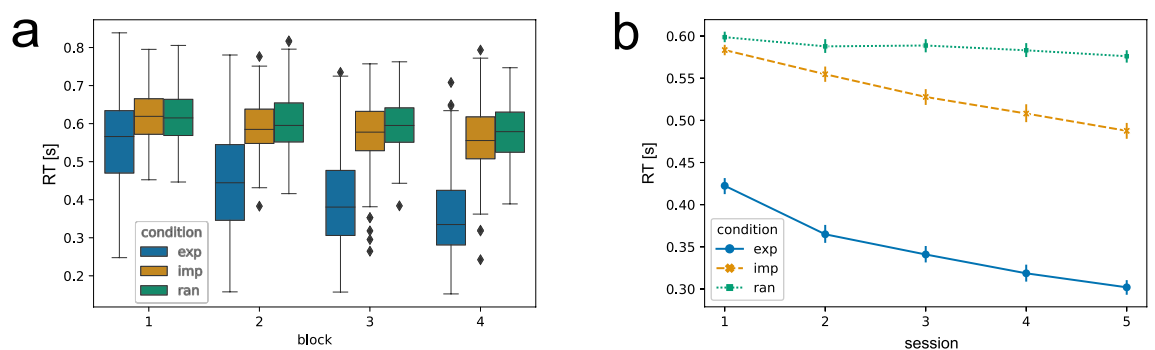 a
0.8
0.7
0.6
0.5
0.4
0.3
0.2
RT [s]
condition
exp
imp
ran
1 2 3 4
block
b
0.60
0.55
0.50
0.45
0.40
0.35
0.30
RT [s]
condition
exp
imp
ran
1 2 3 4 5
session